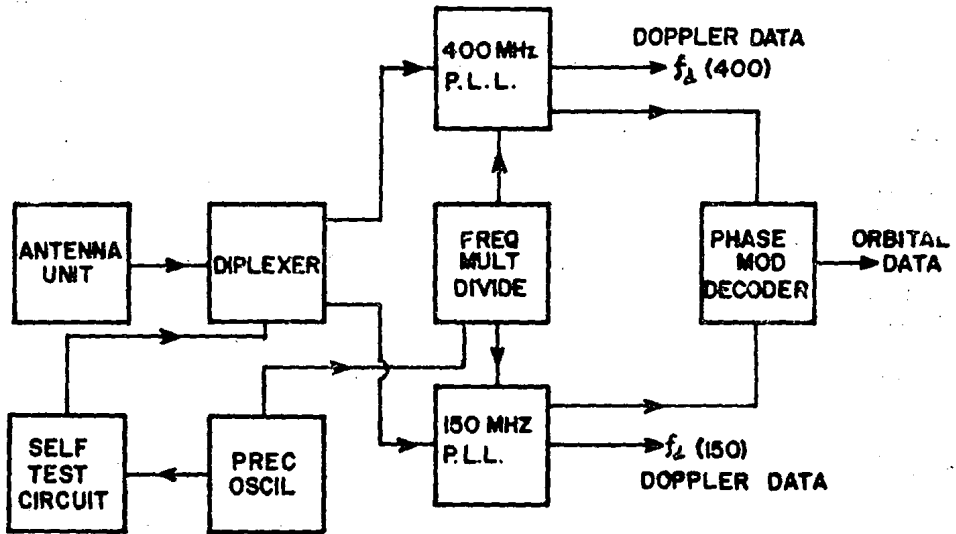 400 MHz
P.L.L.
DOPPLER DATA
f_d (400)
ANTENNA
UNIT
DIPLEXER
FREQ
MULT
DIVIDE
PHASE
MOD
DECODER
ORBITAL
DATA
SELF
TEST
CIRCUIT
PREC
OSCIL
150 MHZ
P.L.L.
f_d (150)
DOPPLER DATA